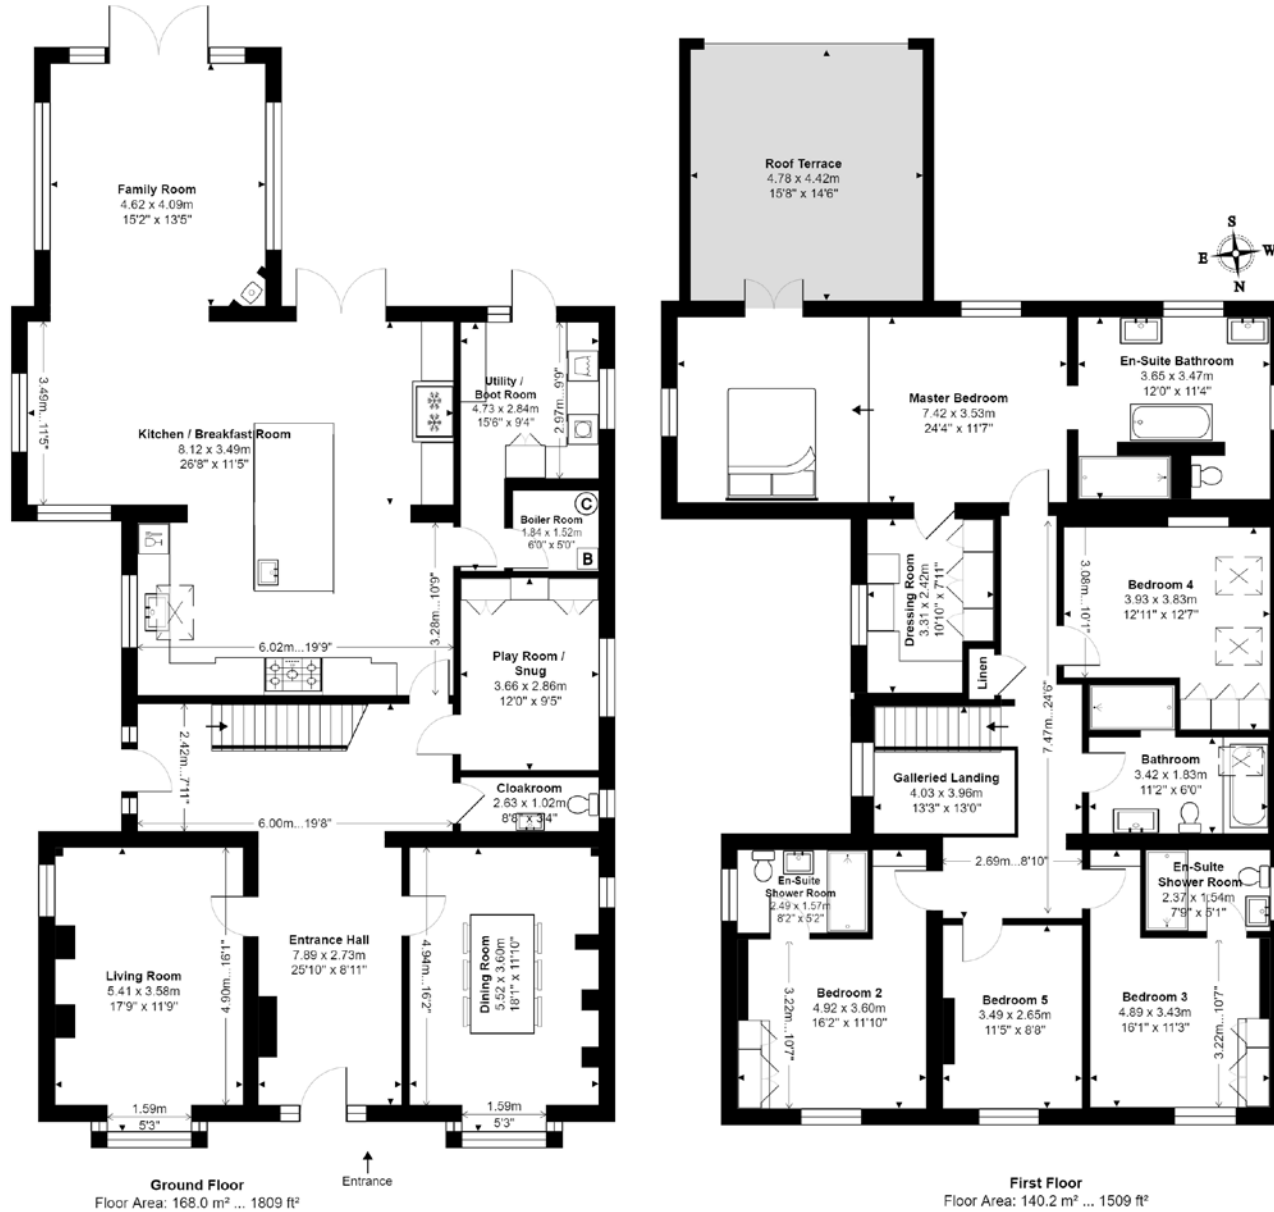 Family Room
4.62 x 4.09m
15'2" x 13'5"
3.49m...11'5"
Kitchen / Breakfast Room
8.12 x 3.49m
26'8" x 11'5"
Utility /
Boot Room
4.73 x 2.84m
15'6" x 9'4"
2.97m...9'9"
C
Boiler Room
1.84 x 1.52m
6'0" x 5'0"
B
3.28m...10'9"
6.02m...19'9"
Play Room /
Snug
3.66 x 2.86m
12'0" x 9'5"
2.42m...7'11"
6.00m...19'8"
Cloakroom
2.63 x 1.02m
8'8" x 3'4"
Living Room
5.41 x 3.58m
17'9" x 11'9"
4.90m...16'1"
Entrance Hall
7.89 x 2.73m
25'10" x 8'11"
4.94m...16'2"
Dining Room
5.52 x 3.60m
18'1" x 11'10"
1.59m
5'3"
1.59m
5'3"
Entrance
Ground Floor
Floor Area: 168.0 m² ... 1809 ft²
Roof Terrace
4.78 x 4.42m
15'8" x 14'6"
S
E
W
N
Master Bedroom
7.42 x 3.53m
24'4" x 11'7"
En-Suite Bathroom
3.65 x 3.47m
12'0" x 11'4"
Dressing Room
3.31 x 2.42m
10'10" x 7'11"
Linen
7.47m...24'6"
3.08m...10'1"
Bedroom 4
3.93 x 3.83m
12'11" x 12'7"
Galleried Landing
4.03 x 3.96m
13'3" x 13'0"
Bathroom
3.42 x 1.83m
11'2" x 6'0"
2.69m...8'10"
En-Suite
Shower Room
2.49 x 1.57m
8'2" x 5'2"
En-Suite
Shower Room
2.37 x 1.54m
7'9" x 5'1"
3.22m...10'7"
Bedroom 2
4.92 x 3.60m
16'2" x 11'10"
Bedroom 5
3.49 x 2.65m
11'5" x 8'8"
Bedroom 3
4.89 x 3.43m
16'1" x 11'3"
3.22m...10'7"
First Floor
Floor Area: 140.2 m² ... 1509 ft²